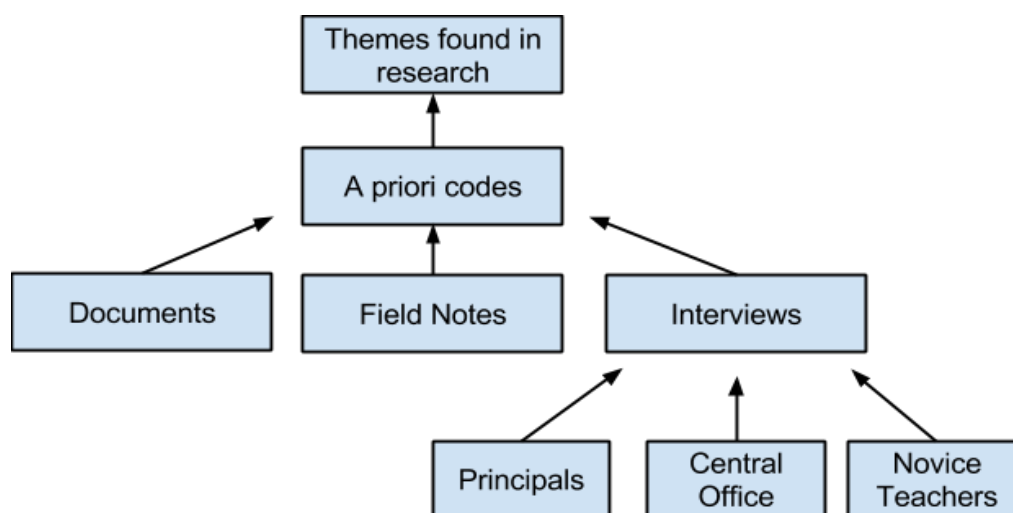 Themes found in
research
A priori codes
Documents
Field Notes
Interviews
Principals
Central
Office
Novice
Teachers